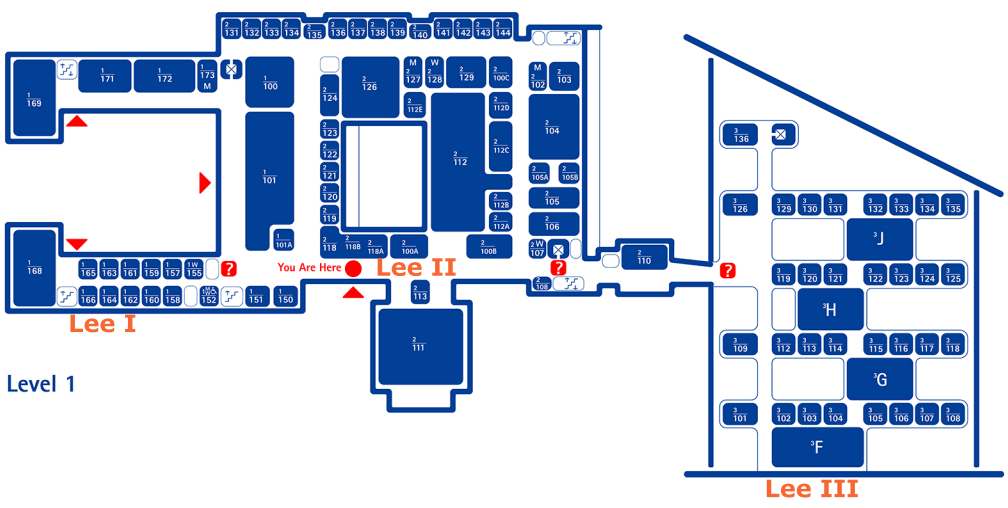 2 131
2 132
2 133
2 134
2 135
2 136
2 137
2 138
2 139
2 140
2 141
2 142
2 143
2 144
1 169
1 171
1 172
1 173 M
1 100
2 124
2 126
M 2 127
W 2 128
2 129
2 100C
M 2 102
2 103
2 112E
2 112D
2 123
2 122
2 121
2 120
2 119
2 118
2 112
2 112C
2 104
3 136
1 101
2 105A
2 105B
2 112B
2 105
3 126
3 129
3 130
3 131
3 132
3 133
3 134
3 135
2 112A
2 106
1 101A
2 118B
2 118A
2 100A
2 100B
2 W 107
2 110
3 J
1 168
1 165
1 163
1 161
1 159
1 157
1 W 155
?
You Are Here
Lee II
?
?
3 119
3 120
3 121
3 122
3 123
3 124
3 125
1 166
1 164
1 162
1 160
1 158
1 M 152
1 151
1 150
2 113
2 108
3 H
Lee I
2 111
3 109
3 112
3 113
3 114
3 115
3 116
3 117
3 118
Level 1
3 G
3 101
3 102
3 103
3 104
3 105
3 106
3 107
3 108
3 F
Lee III